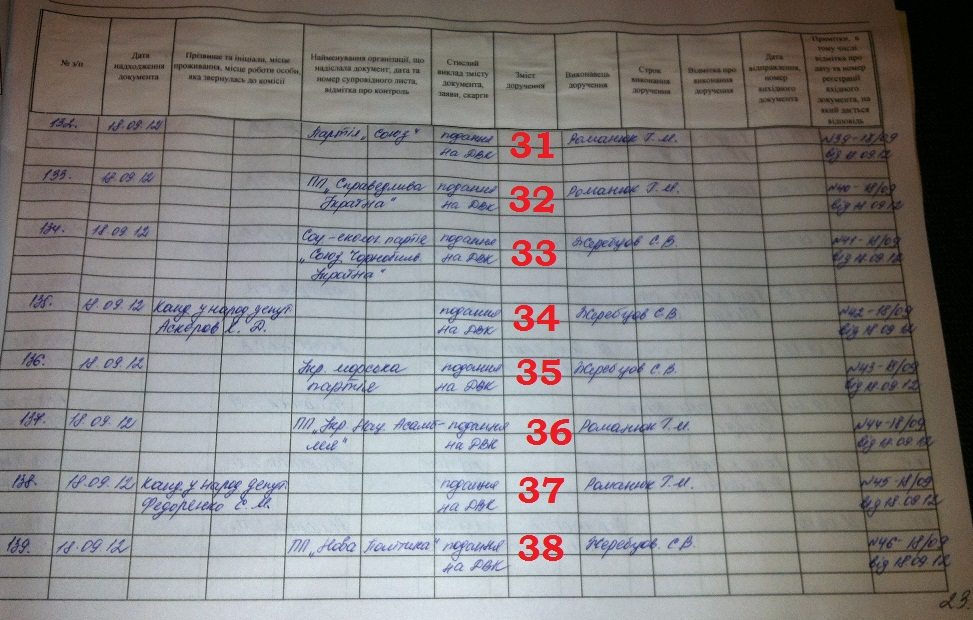 № з/п
Дата
надходження
документа
Прізвище та ініціали, місце
проживання, місце роботи особи,
яка звернулась до комісії
Найменування організації, що
надіслала документ, дата та
номер супровідного листа,
відмітка про контроль
Стислий
виклад змісту
документа,
заяви, скарги
Зміст
доручення
Виконавець
доручення
Строк
виконання
доручення
Відмітка про
виконання
доручення
Дата
відправлення,
номер
вихідного
документа
Примітки, в
тому числі
відмітка про
дату та номер
реєстрації
вхідного
документа, на
який дається
відповідь
132. 18.09.12 Партія „Союз" подання 31 Романюк Т.М. №39-18/09
на ДВК від 18.09.12
133. 18.09.12 ПП „Справедлива подання 32 Романюк Т.М. №40-18/09
Україна" на ДВК від 18.09.12
134. 18.09.12 Соц-еколог. партія подання 33 Жеребцов С.В. №41-18/09
„Союз. Чорнобиль. на ДВК від 18.09.12
Україна"
135. 18.09.12 Канд. у народ. депут. подання 34 Жеребцов С.В. №42-18/09
Аскеров Х. Д. на ДВК від 18.09.12
136. 18.09.12 Укр. морська подання 35 Жеребцов С.В. №43-18/09
партія на ДВК від 18.09.12
137. 18.09.12 ПП „Укр Нац. Асамб- подання 36 Романюк Т.М. №44-18/09
лея" на ДВК від 18.09.12
138. 18.09.12 Канд. у народ. депут. подання 37 Романюк Т.М. №45-18/09
Федоренко С. М. на ДВК від 18.09.12
139. 18.09.12 ПП „Нова Політика" подання 38 Жеребцов С.В. №46-18/09
на ДВК від 18.09.12
23.